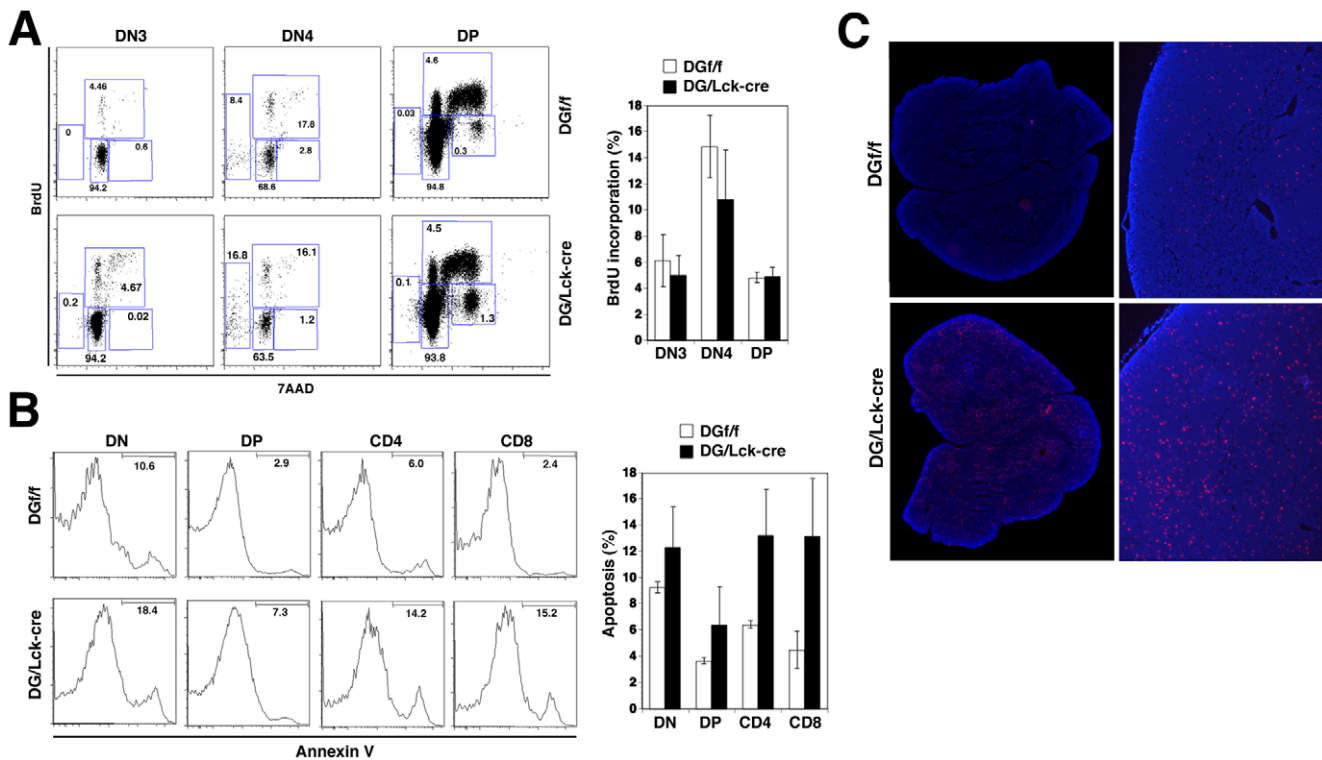 A
DN3 DN4 DP
4.46
0
0.6
94.2
8.4
17.8
2.8
68.6
4.6
0.03
0.3
94.8
DGf/f
BrdU
0.2
4.67
0.02
94.2
16.8
16.1
1.2
63.5
4.5
0.1
1.3
93.8
DG/Lck-cre
7AAD
DGf/f
DG/Lck-cre
BrdU incorporation (%)
18
16
14
12
10
8
6
4
2
0
DN3 DN4 DP
B
DN DP CD4 CD8
DGf/f
10.6 2.9 6.0 2.4
DG/Lck-cre
18.4 7.3 14.2 15.2
Annexin V
DGf/f
DG/Lck-cre
Apoptosis (%)
18
16
14
12
10
8
6
4
2
0
DN DP CD4 CD8
C
DGf/f
DG/Lck-cre